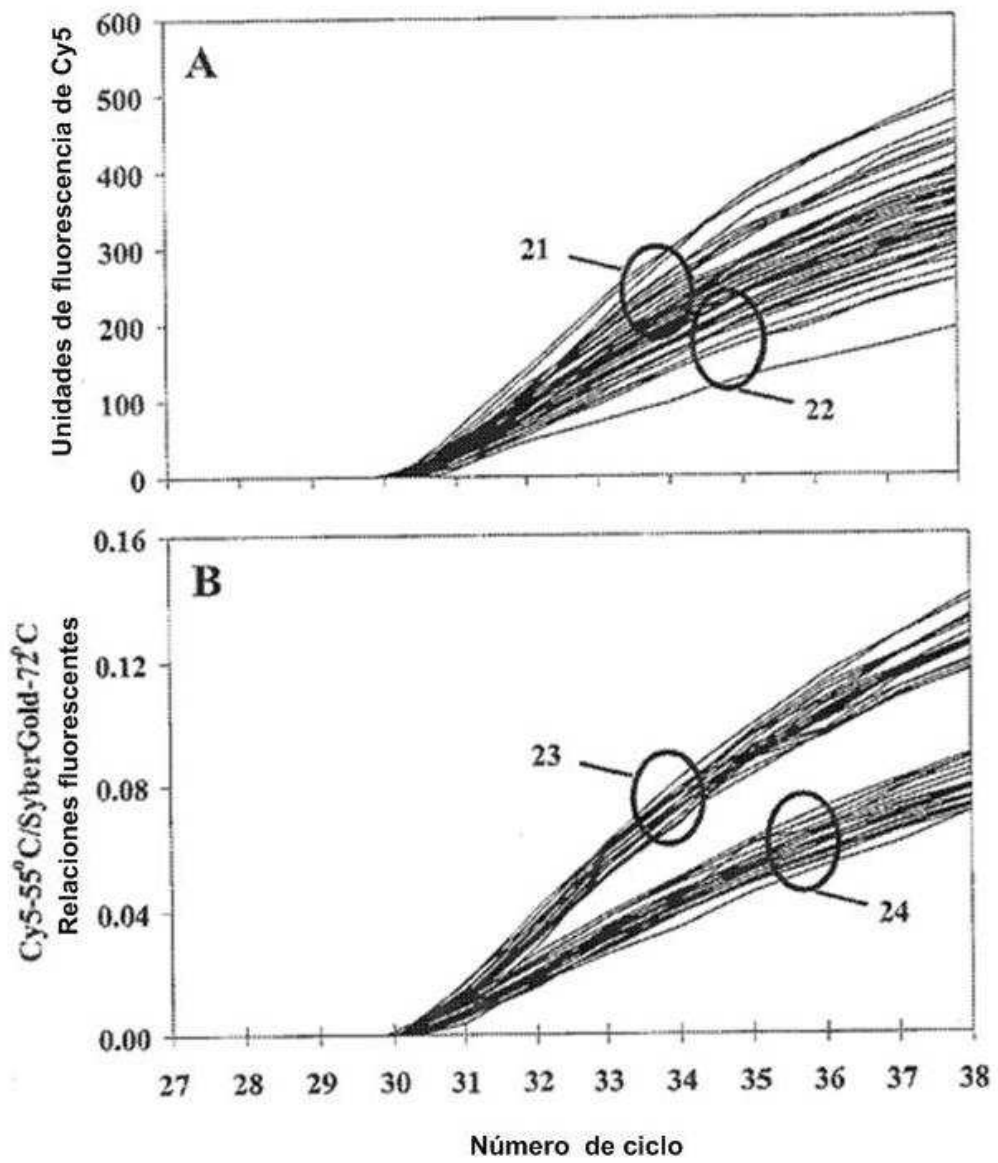 Unidades de fluorescencia de Cy5
600
500
400
300
200
100
0
A
21
22
Cy5-55°C/SyberGold-72°C
Relaciones fluorescentes
0.16
0.12
0.08
0.04
0.00
B
23
24
27 28 29 30 31 32 33 34 35 36 37 38
Número de ciclo